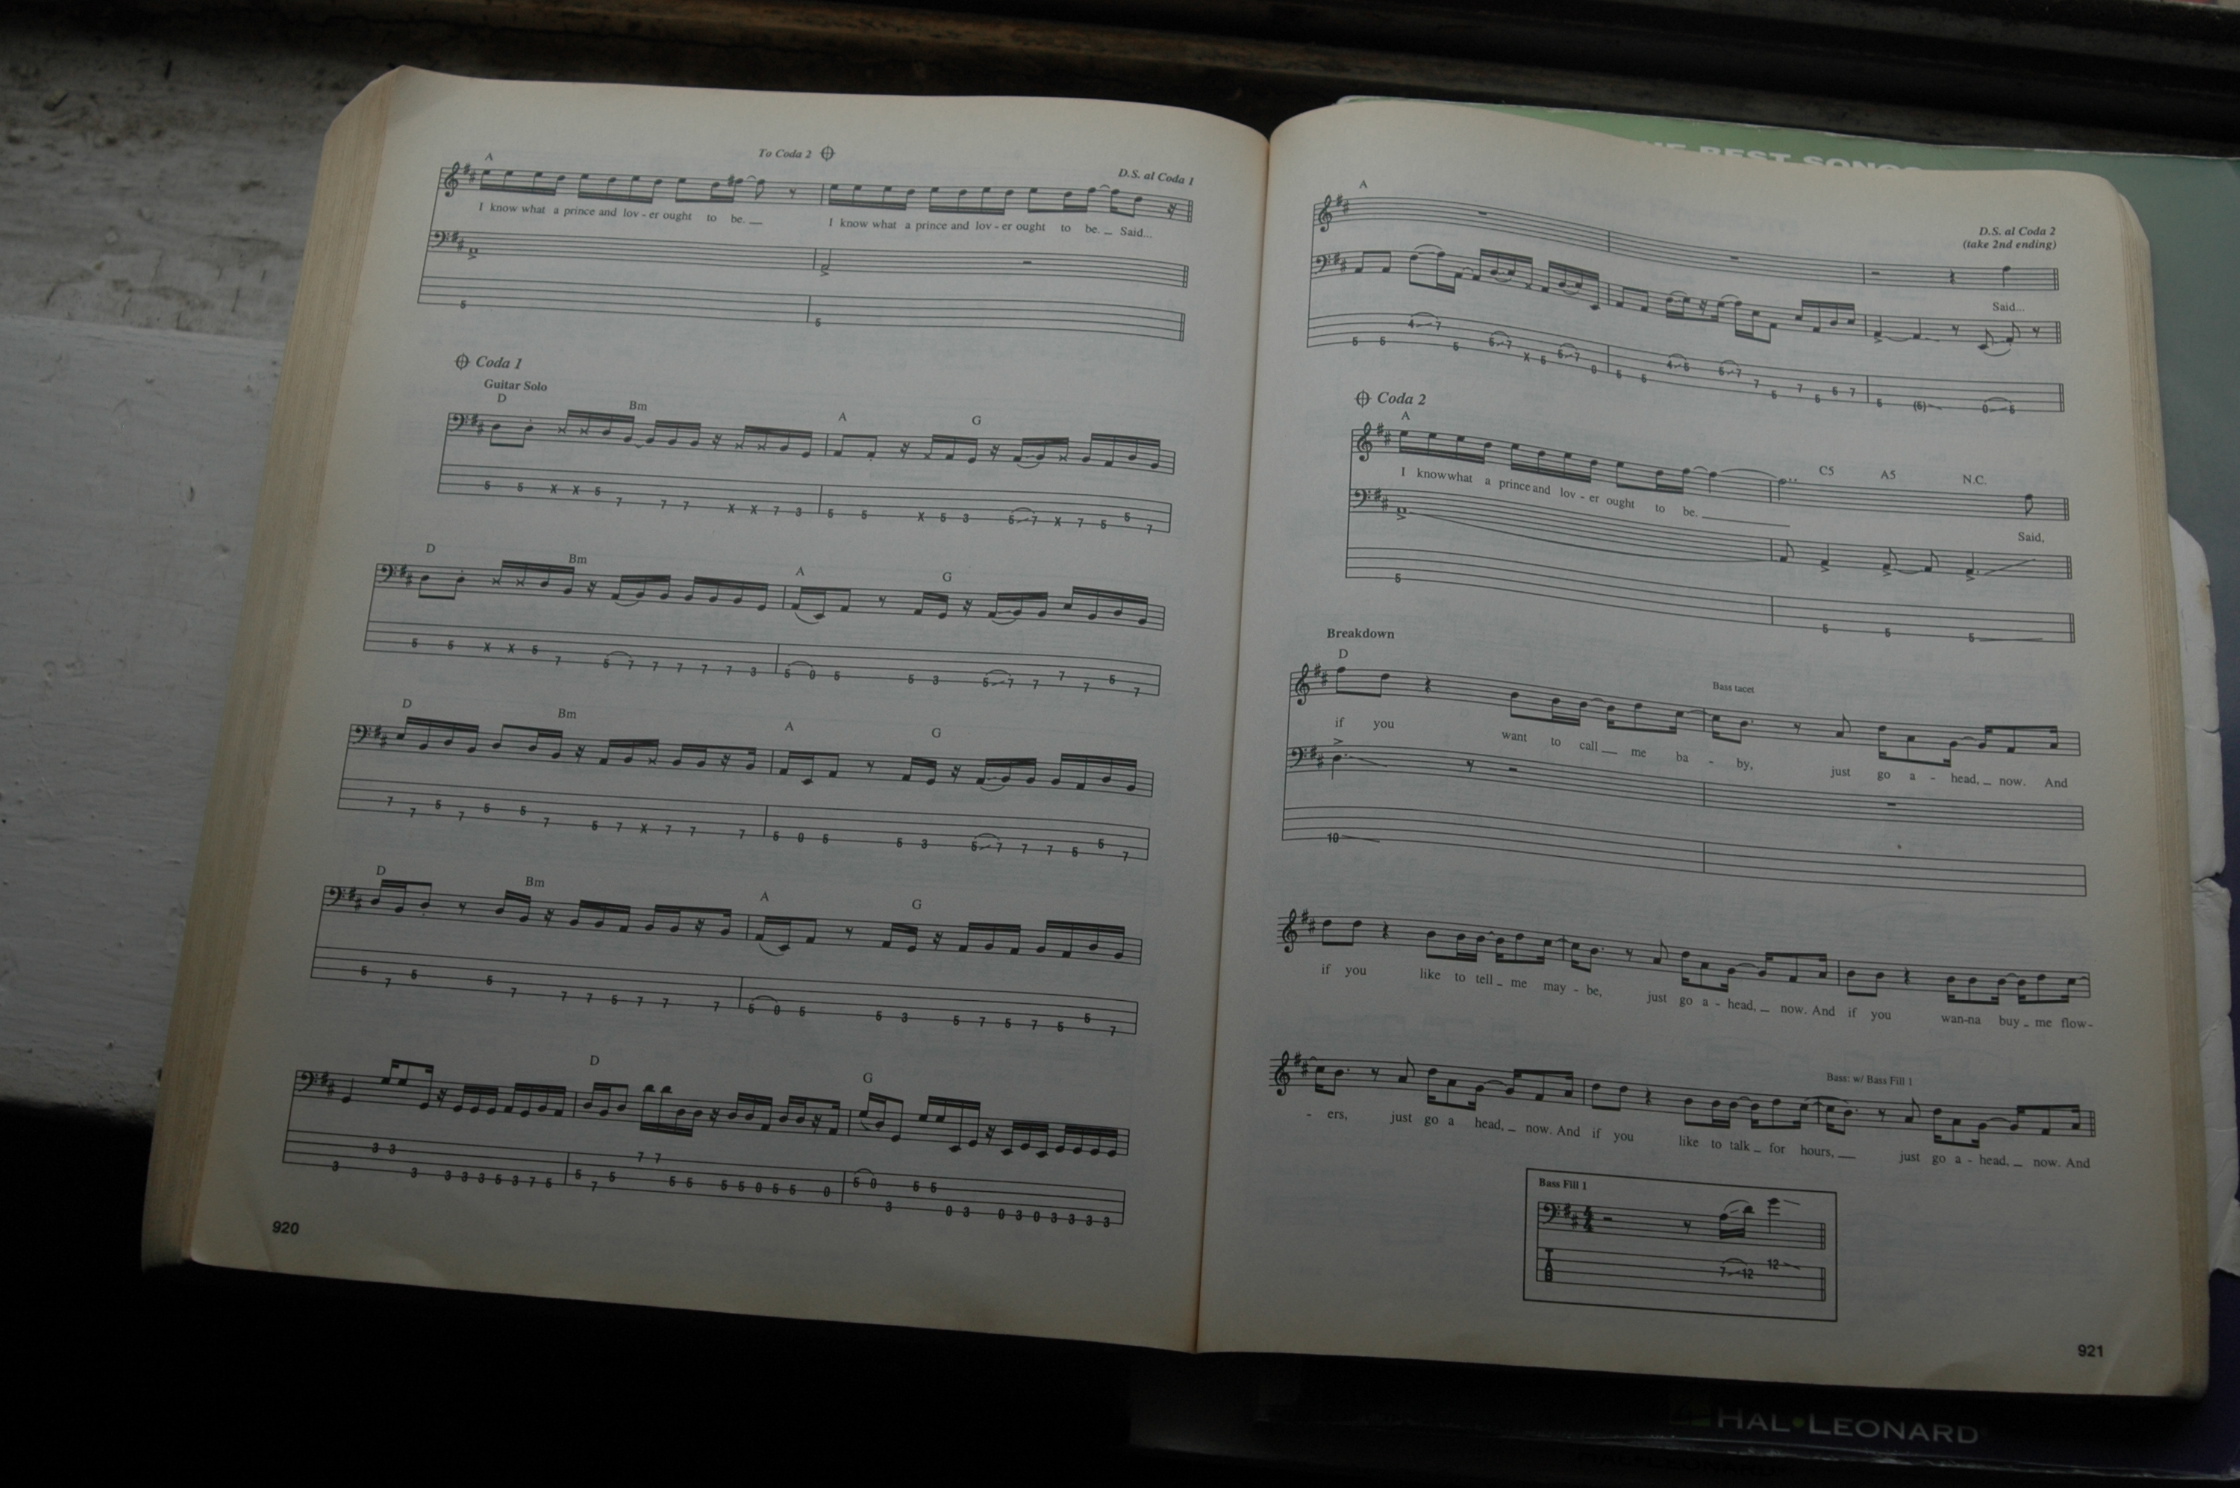 To Coda 2
D.S. al Coda 1
A
I know what a prince and lov - er ought to be. I know what a prince and lov - er ought to be. Said...
5 5
Coda 1
Guitar Solo
D Bm A G
5 5 X X 5 7 7 7 X X 7 3 5 5 X 5 3 5 7 X 7 5 5 7
D Bm A G
5 5 X X 5 7 5 7 7 7 7 7 3 5 0 5 5 3 5 7 7 7 7 5 7
D Bm A G
7 7 5 7 5 5 7 5 7 X 7 7 7 5 0 5 5 3 5 7 7 7 5 5 7
D Bm A G
5 7 5 5 7 7 7 5 7 7 7 5 0 5 5 3 5 7 5 7 5 5 7
D G
3 3 3 3 3 3 3 5 3 7 5 5 7 5 7 7 5 5 5 5 0 5 5 0 5 0 3 5 5 0 3 0 3 0 3 3 3 3
920
THE BEST SONGS
A
D.S. al Coda 2
(take 2nd ending)
Said...
5 5 4 7 5 5 7 X 5 5 7 0 5 5 4 5 5 7 7 5 7 5 5 7 5 (5) 0 5
Coda 2
A C5 A5 N.C.
I know what a prince and lov - er ought to be. Said,
5 5 5 5
Breakdown
D
Bass tacet
if you want to call me ba - by, just go a - head, now. And
10
if you like to tell me may - be, just go a - head, now. And if you wan-na buy me flow-
Bass: w/ Bass Fill 1
- ers, just go a head, now. And if you like to talk for hours, just go a - head, now. And
Bass Fill 1
4
4
T
A
B
7 12 12
921
HAL•LEONARD
HAL•LEONARD